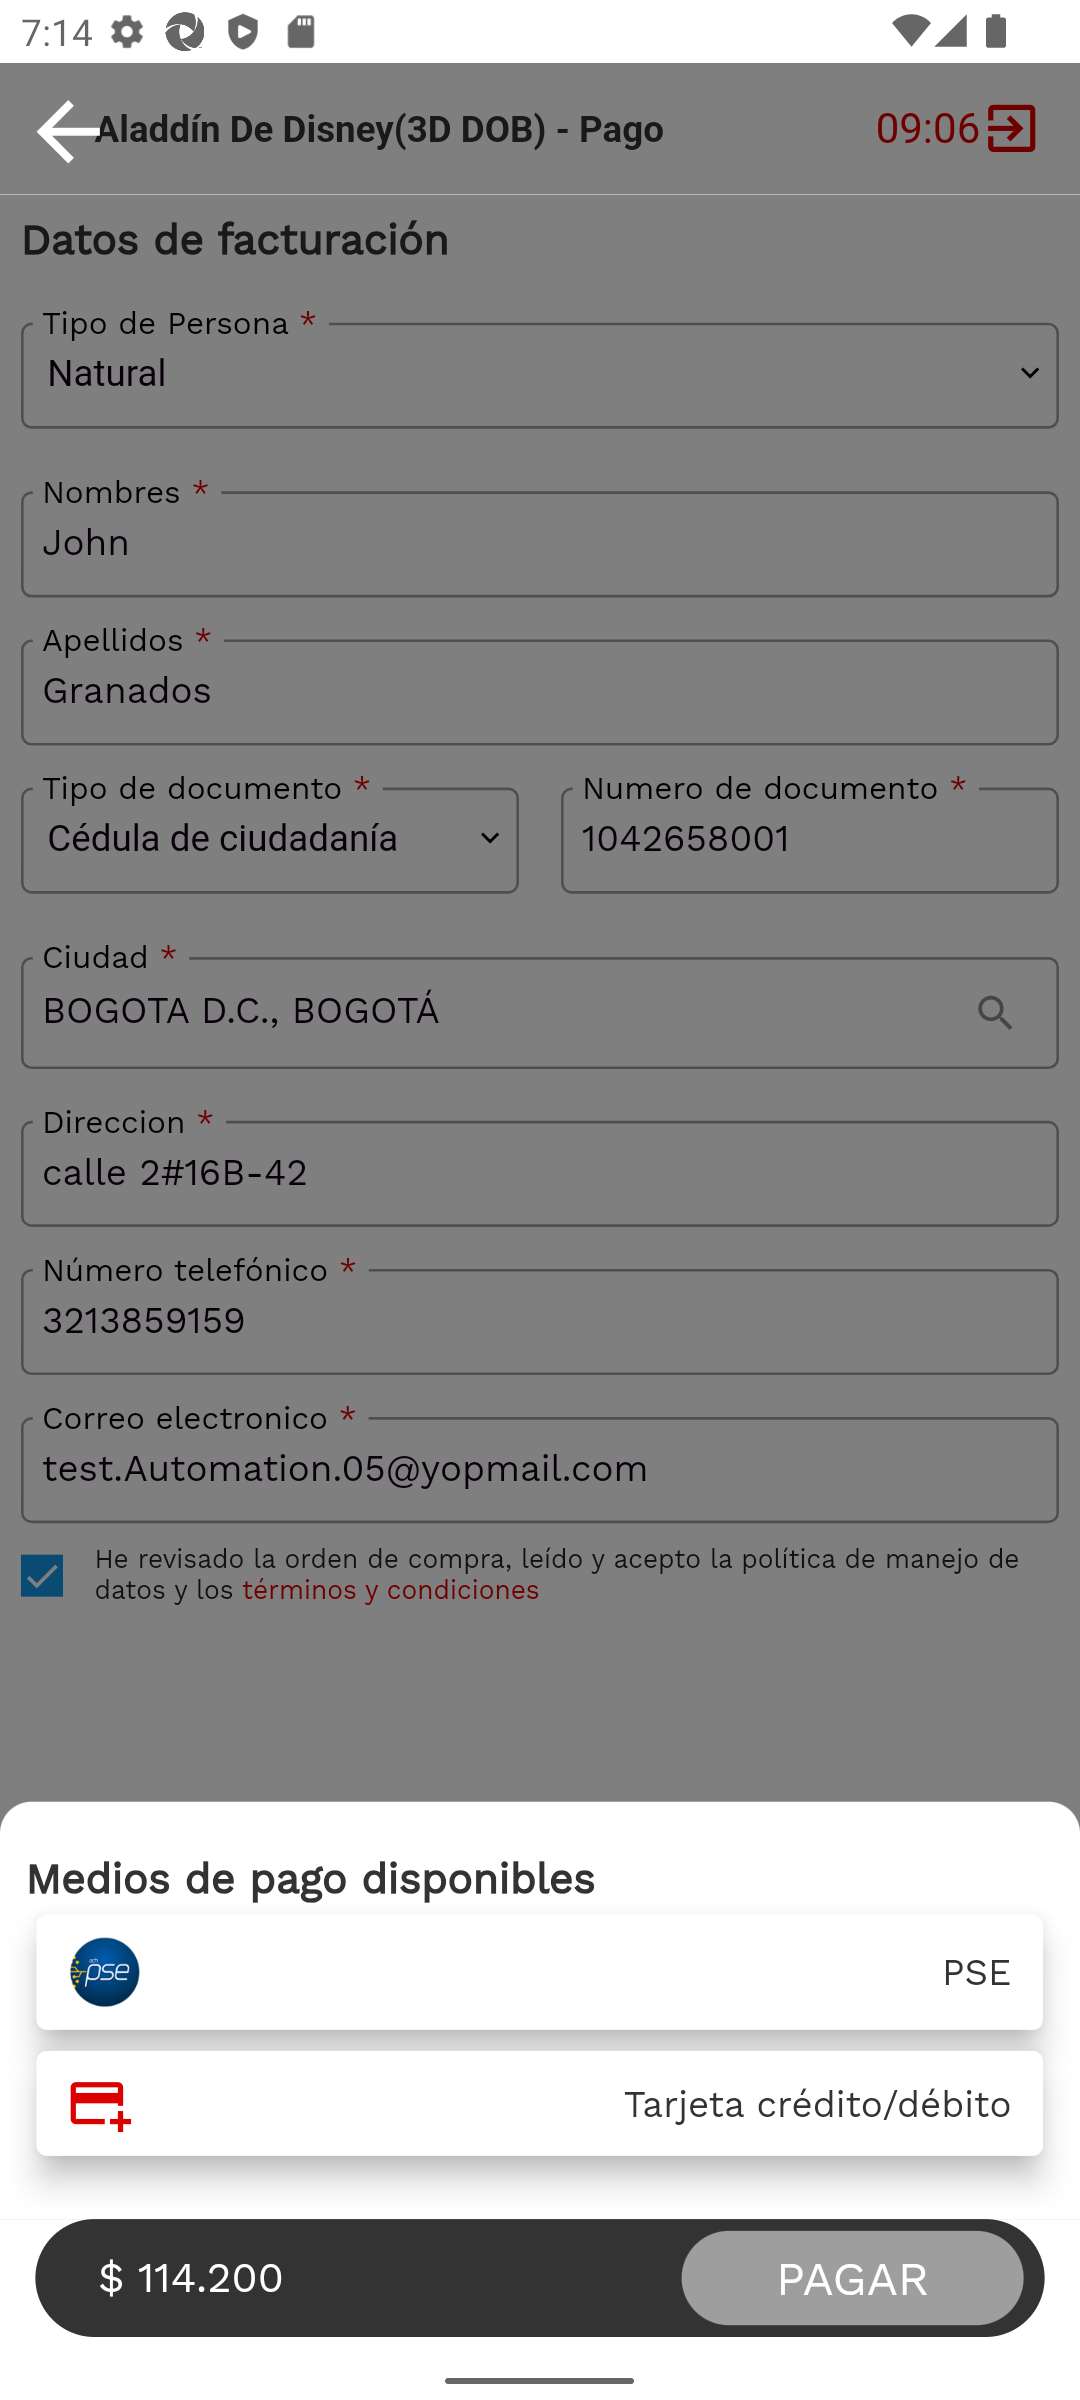 7:14
Aladdín De Disney(3D DOB) - Pago
09:06
Datos de facturación
Tipo de Persona *
Natural
Nombres *
John
Apellidos *
Granados
Tipo de documento *
Cédula de ciudadanía
Numero de documento *
1042658001
Ciudad *
BOGOTA D.C., BOGOTÁ
Direccion *
calle 2#16B-42
Número telefónico *
3213859159
Correo electronico *
test.Automation.05@yopmail.com
He revisado la orden de compra, leído y acepto la política de manejo de
datos y los términos y condiciones
Medios de pago disponibles
ach
pse
PSE
Tarjeta crédito/débito
$ 114.200
PAGAR